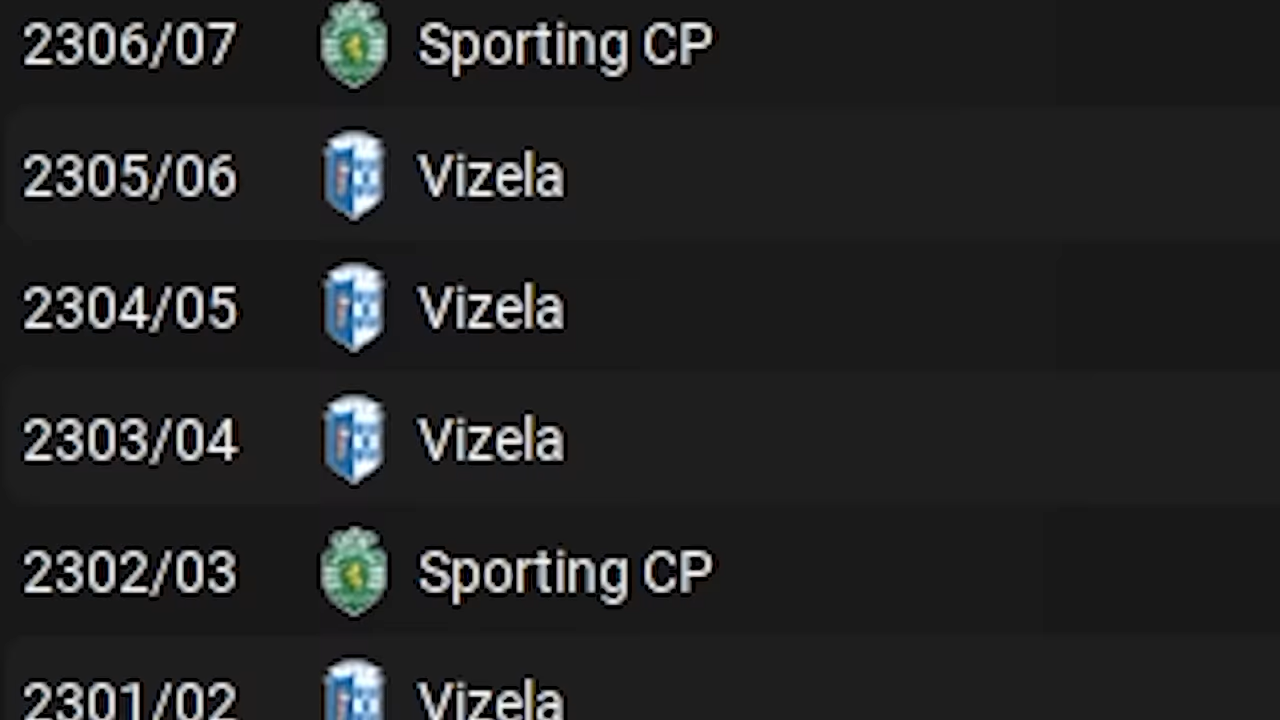 2306/07 Sporting CP
2305/06 Vizela
2304/05 Vizela
2303/04 Vizela
2302/03 Sporting CP
2301/02 Vizela